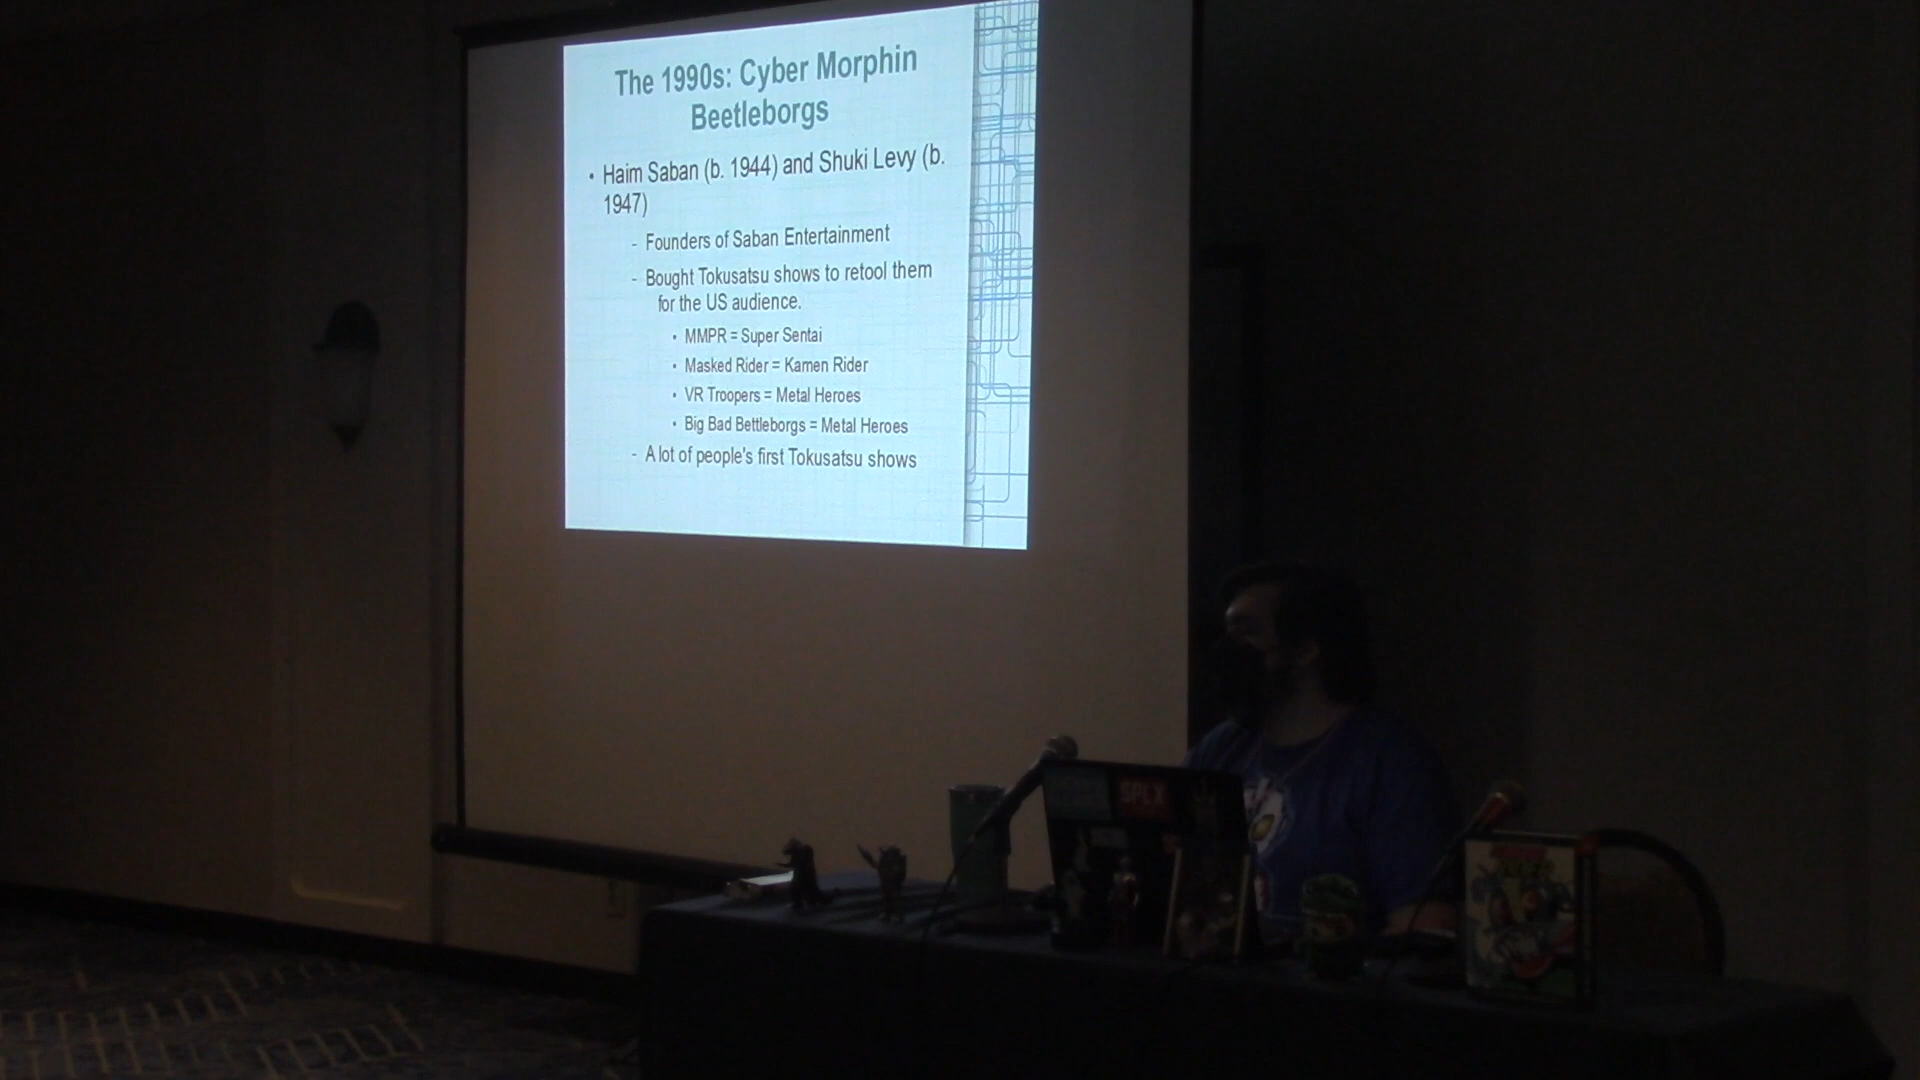 The 1990s: Cyber Morphin
Beetleborgs
• Haim Saban (b. 1944) and Shuki Levy (b.
1947)
- Founders of Saban Entertainment
- Bought Tokusatsu shows to retool them
for the US audience.
• MMPR = Super Sentai
• Masked Rider = Kamen Rider
• VR Troopers = Metal Heroes
• Big Bad Bettleborgs = Metal Heroes
- A lot of people's first Tokusatsu shows